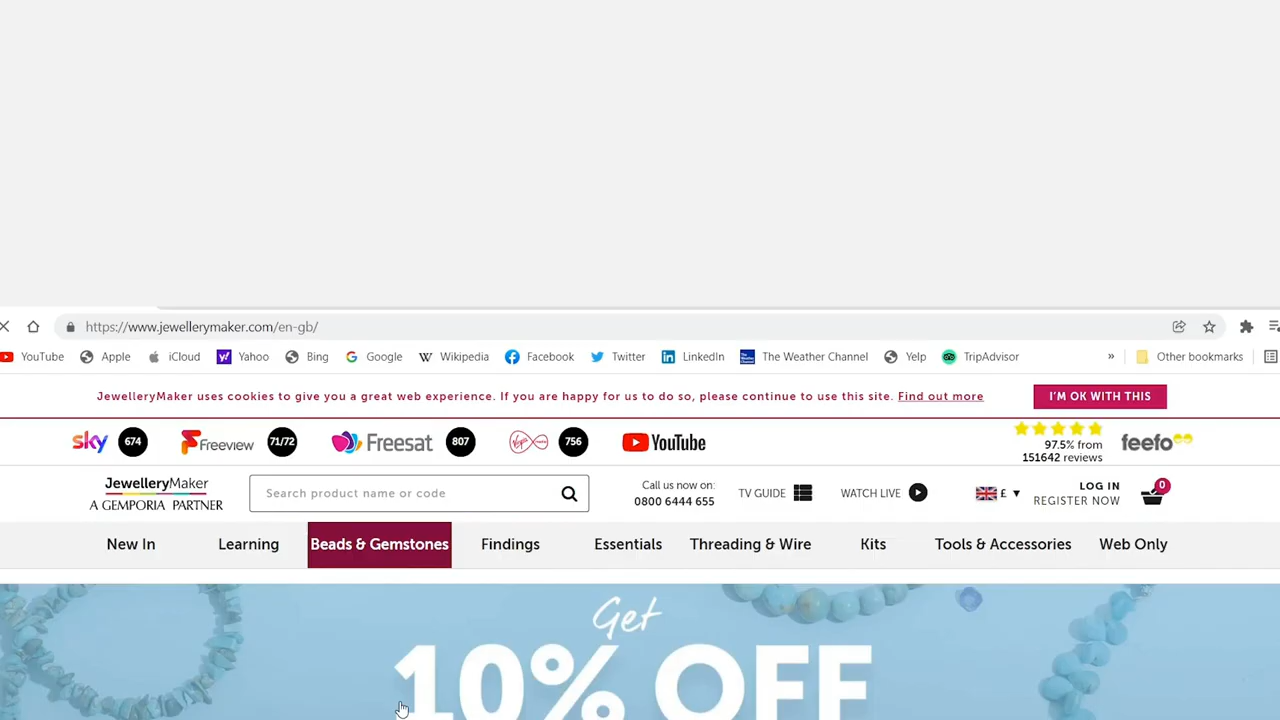 https://www.jewellerymaker.com/en-gb/
YouTube Apple iCloud Yahoo Bing Google Wikipedia Facebook Twitter LinkedIn The Weather Channel Yelp TripAdvisor » Other bookmarks
JewelleryMaker uses cookies to give you a great web experience. If you are happy for us to do so, please continue to use this site. Find out more I'M OK WITH THIS
sky 674 Freeview 71/72 Freesat 807 Virgin 756 YouTube
97.5% from
151642 reviews
feefo
JewelleryMaker
A GEMPORIA PARTNER
Search product name or code
Call us now on:
0800 6444 655
TV GUIDE WATCH LIVE £
LOG IN
REGISTER NOW
0
New In Learning Beads & Gemstones Findings Essentials Threading & Wire Kits Tools & Accessories Web Only
Get
10% OFF